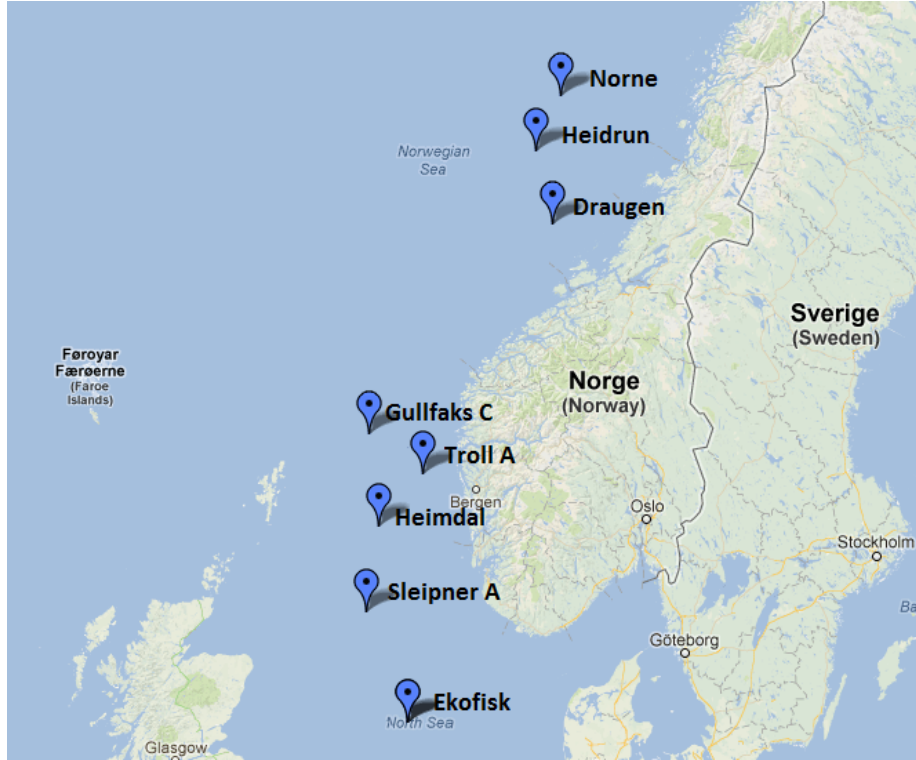 Norne
Heidrun
Norwegian
Sea
Draugen
Sverige
(Sweden)
Føroyar
Færøerne
(Faroe
Islands)
Norge
(Norway)
Gullfaks C
Troll A
Bergen
Heimdal
Oslo
Stockholm
Sleipner A
Ba
Göteborg
Ekofisk
North Sea
Glasgow